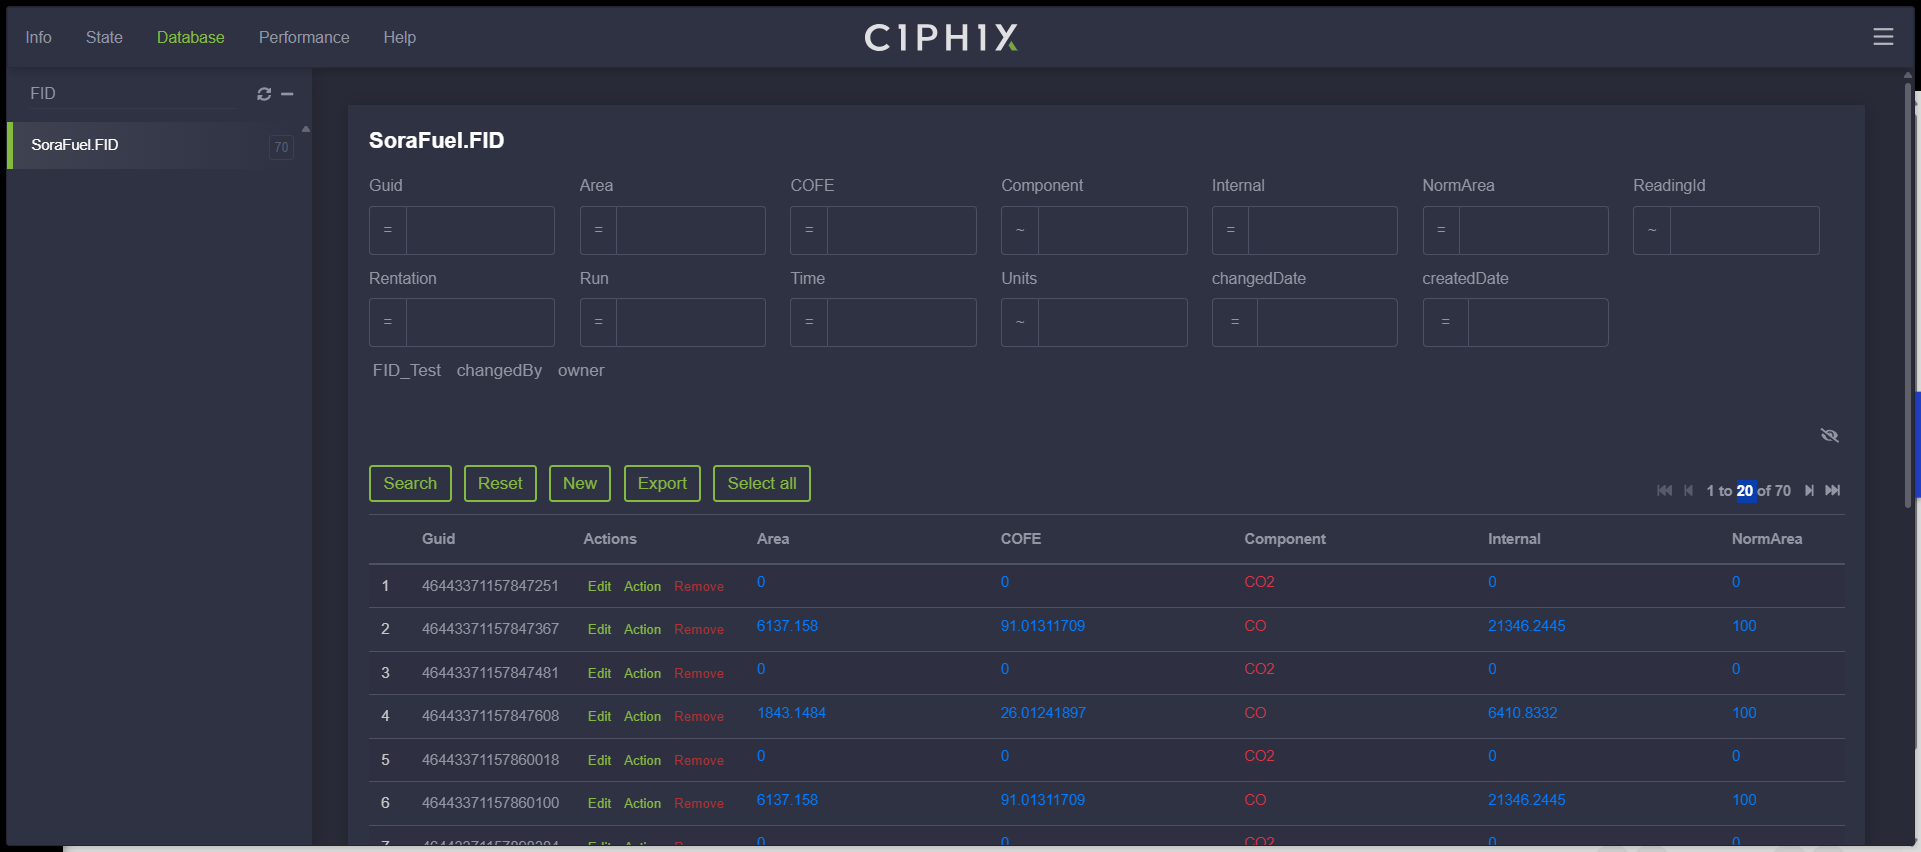 Info State Database Performance Help C1PH1X
FID
SoraFuel.FID 70
SoraFuel.FID
Guid Area COFE Component Internal NormArea ReadingId
= = = ~ = = ~
Rentation Run Time Units changedDate createdDate
= = = ~ = =
FID_Test changedBy owner
Search Reset New Export Select all 1 to 20 of 70
Guid Actions Area COFE Component Internal NormArea
1 46443371157847251 Edit Action Remove 0 0 CO2 0 0
2 46443371157847367 Edit Action Remove 6137.158 91.01311709 CO 21346.2445 100
3 46443371157847481 Edit Action Remove 0 0 CO2 0 0
4 46443371157847608 Edit Action Remove 1843.1484 26.01241897 CO 6410.8332 100
5 46443371157860018 Edit Action Remove 0 0 CO2 0 0
6 46443371157860100 Edit Action Remove 6137.158 91.01311709 CO 21346.2445 100
0 0 CO2 0 0